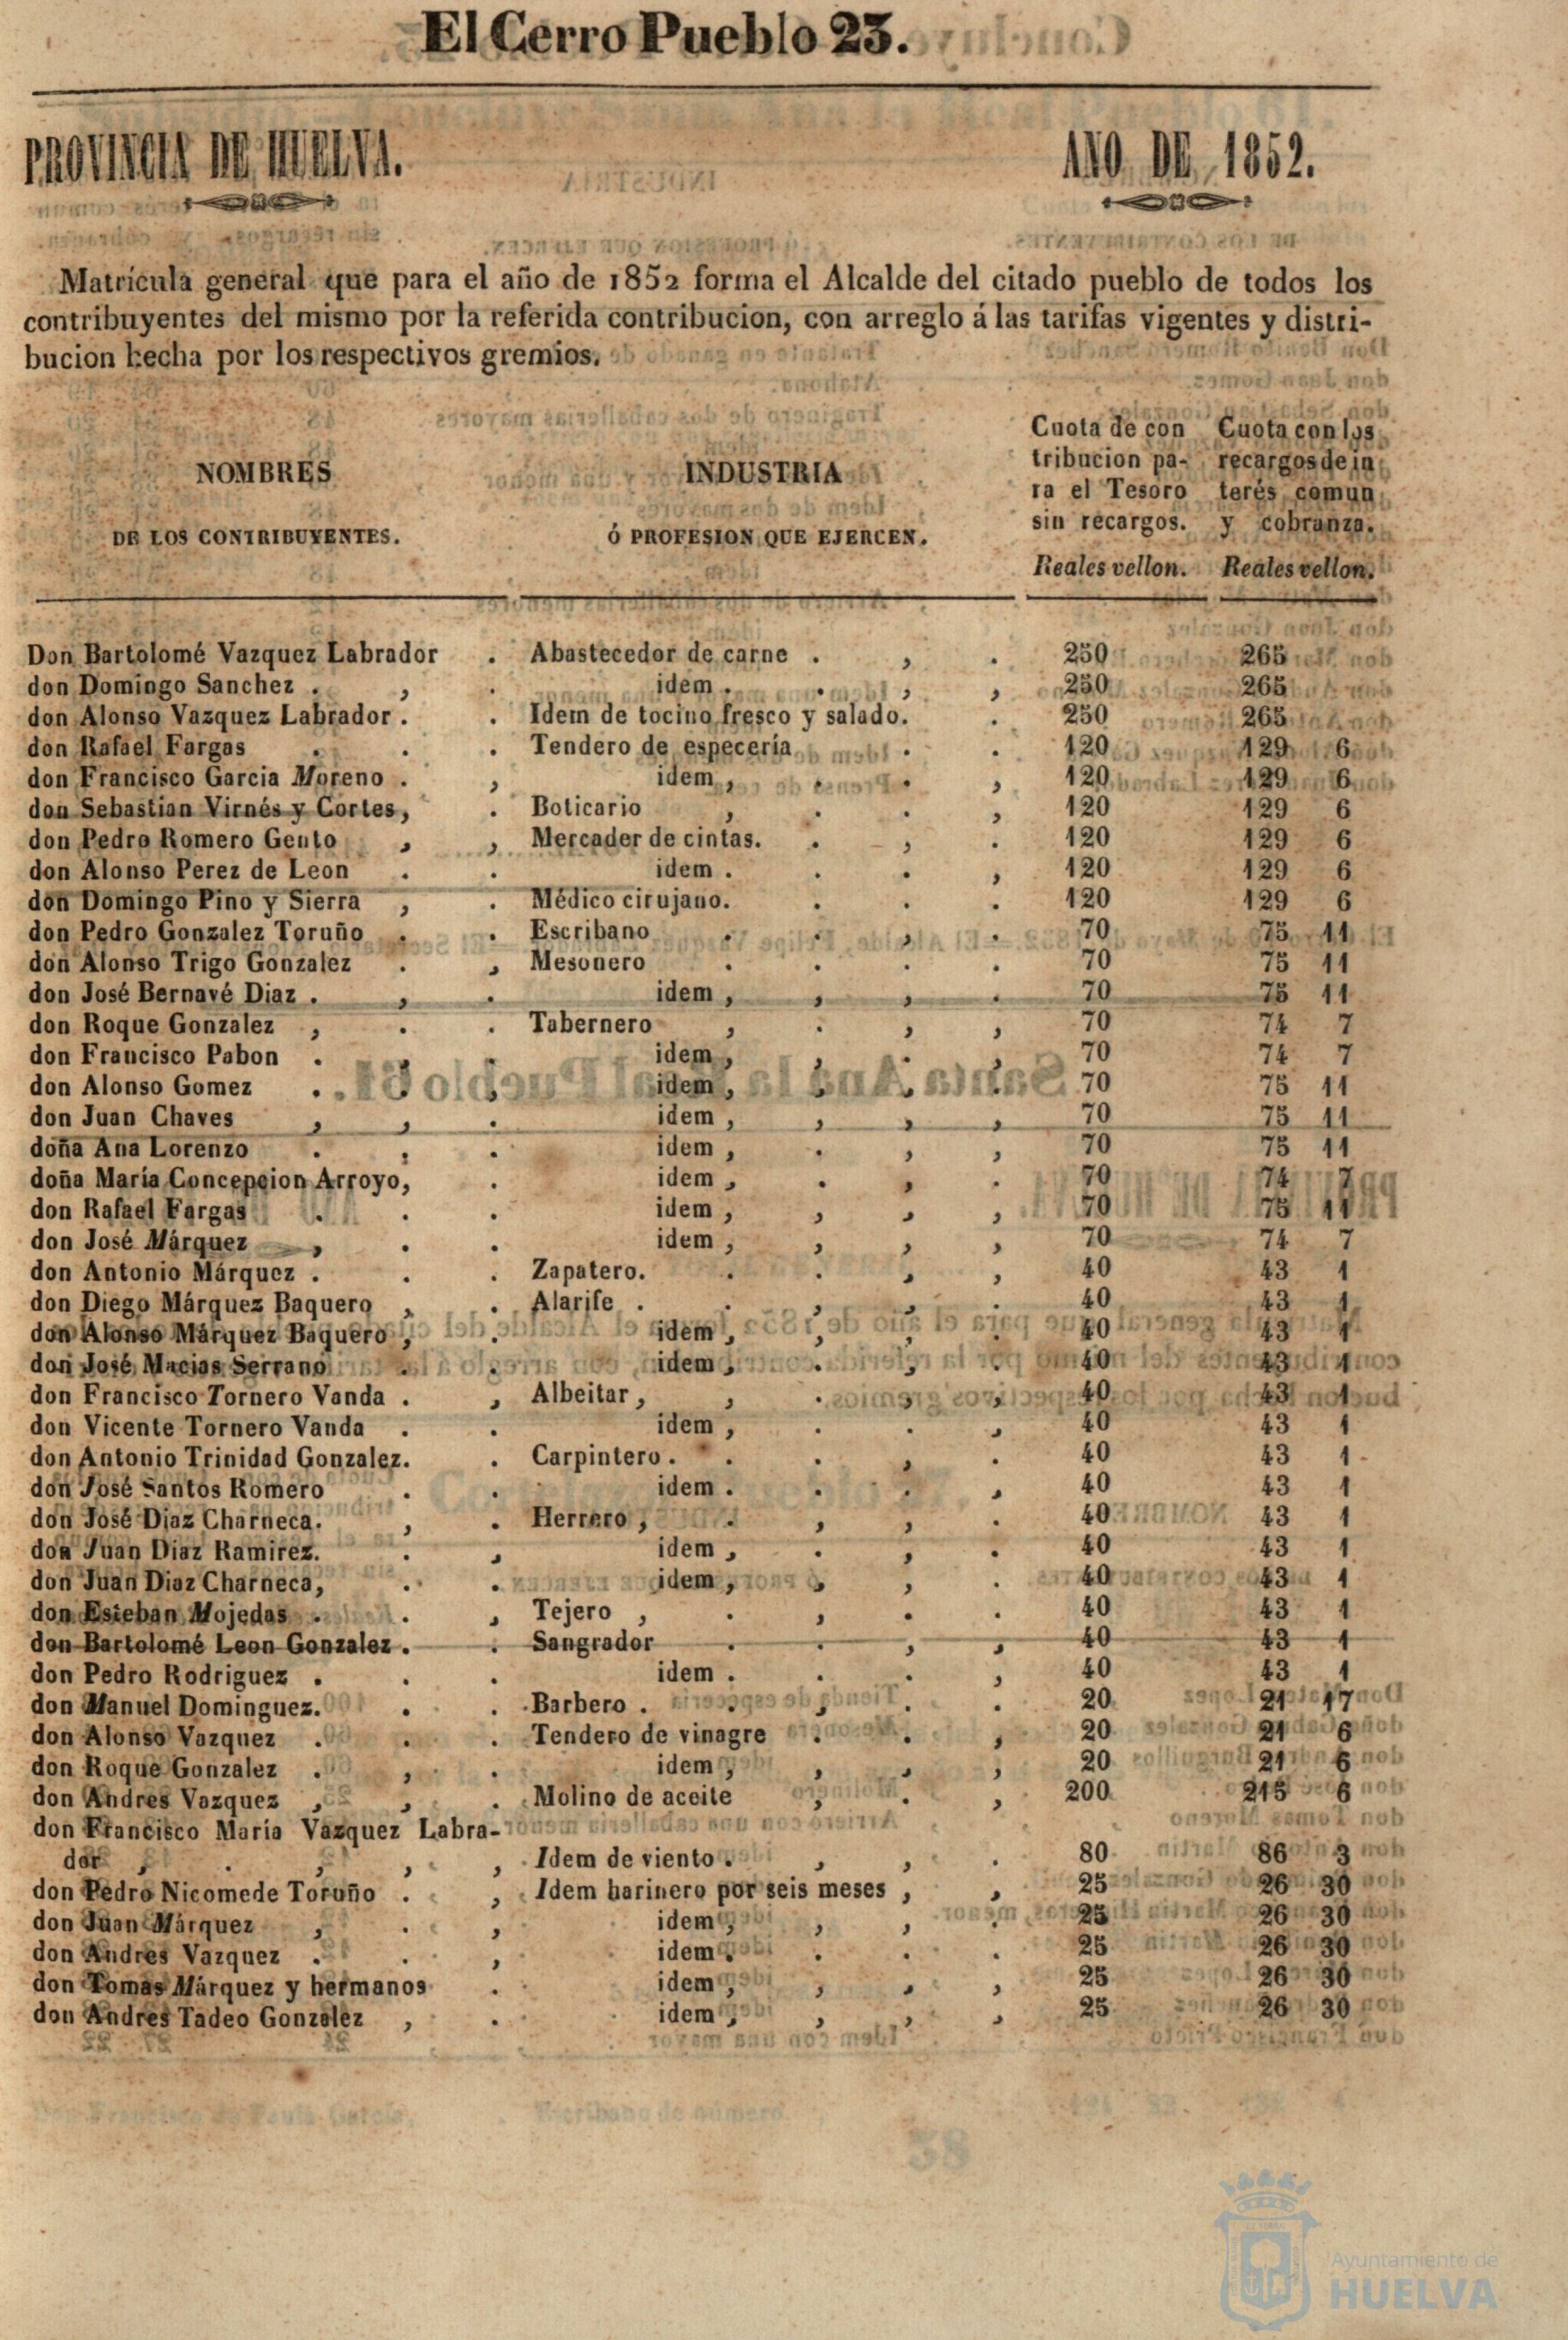 El Cerro Pueblo 23.
PROVINCIA DE HUELVA. AÑO DE 1852.
Matrícula general que para el año de 1852 forma el Alcalde del citado pueblo de todos los
contribuyentes del mismo por la referida contribucion, con arreglo á las tarifas vigentes y distri-
bucion hecha por los respectivos gremios.
NOMBRES
DE LOS CONTRIBUYENTES.
INDUSTRIA
Ó PROFESION QUE EJERCEN.
Cuota de con
tribucion pa-
ra el Tesoro
sin recargos.
Reales vellon.
Cuota con los
recargos de in
terés comun
y cobranza.
Reales vellon.
Don Bartolomé Vazquez Labrador . Abastecedor de carne . , . 250 265
don Domingo Sanchez . , . idem . . , , 250 265
don Alonso Vazquez Labrador . . Idem de tocino fresco y salado. . 250 265
don Rafael Fargas . . . Tendero de especería . . 120 129 6
don Francisco Garcia Moreno . , idem , . . , 120 129 6
don Sebastian Virnés y Cortes, . Boticario , . . , 120 129 6
don Pedro Romero Gento , , Mercader de cintas. . , . 120 129 6
don Alonso Perez de Leon . . idem . . . , 120 129 6
don Domingo Pino y Sierra , . Médico cirujano. . . . 120 129 6
don Pedro Gonzalez Toruño . . Escribano . . , . 70 75 11
don Alonso Trigo Gonzalez . , Mesonero . . . . 70 75 11
don José Bernavé Diaz . , . idem , , , . 70 75 11
don Roque Gonzalez , . . Tabernero , . , , 70 74 7
don Francisco Pabon . , . idem , , . , 70 74 7
don Alonso Gomez . . , idem , , , . 70 75 11
don Juan Chaves , , . idem , , , , 70 75 11
doña Ana Lorenzo . , . idem , . , , 70 75 11
doña María Concepcion Arroyo, . idem , . , . 70 74 7
don Rafael Fargas . . . idem , , , , 70 75 11
don José Márquez , . . idem , , , , 70 74 7
don Antonio Márquez . . . Zapatero. . . , , 40 43 1
don Diego Márquez Baquero , . Alarife . . , , . 40 43 1
don Alonso Márquez Baquero , . idem , , , . 40 43 1
don José Macias Serrano . . idem , . , . 40 43 1
don Francisco Tornero Vanda . , Albeitar , , . , , 40 43 1
don Vicente Tornero Vanda . . idem , . . , 40 43 1
don Antonio Trinidad Gonzalez. . Carpintero . . . , . 40 43 1
don José Santos Romero . . idem . . . , 40 43 1
don José Diaz Charneca. , . Herrero , . , , . 40 43 1
don Juan Diaz Ramirez. . , idem , . , . 40 43 1
don Juan Diaz Charneca, . . idem , , , . 40 43 1
don Esteban Mojedas . . , Tejero , . , . . 40 43 1
don Bartolomé Leon Gonzalez . . Sangrador . . , , 40 43 1
don Pedro Rodriguez . . . idem . . . , 40 43 1
don Manuel Dominguez. . . Barbero . . , . . 20 21 17
don Alonso Vazquez . . . Tendero de vinagre . . , 20 21 6
don Roque Gonzalez . , . idem , , , , 20 21 6
don Andres Vazquez , , . Molino de aceite , . , 200 215 6
don Francisco María Vazquez Labra-
dor , . , , , Idem de viento . , , . 80 86 3
don Pedro Nicomede Toruño . , Idem harinero por seis meses , , 25 26 30
don Juan Márquez , . , idem , , , . 25 26 30
don Andres Vazquez . . , idem . . . . 25 26 30
don Tomas Márquez y hermanos . idem , , , , 25 26 30
don Andres Tadeo Gonzalez , . idem , , , , 25 26 30
Ayuntamiento de
HUELVA